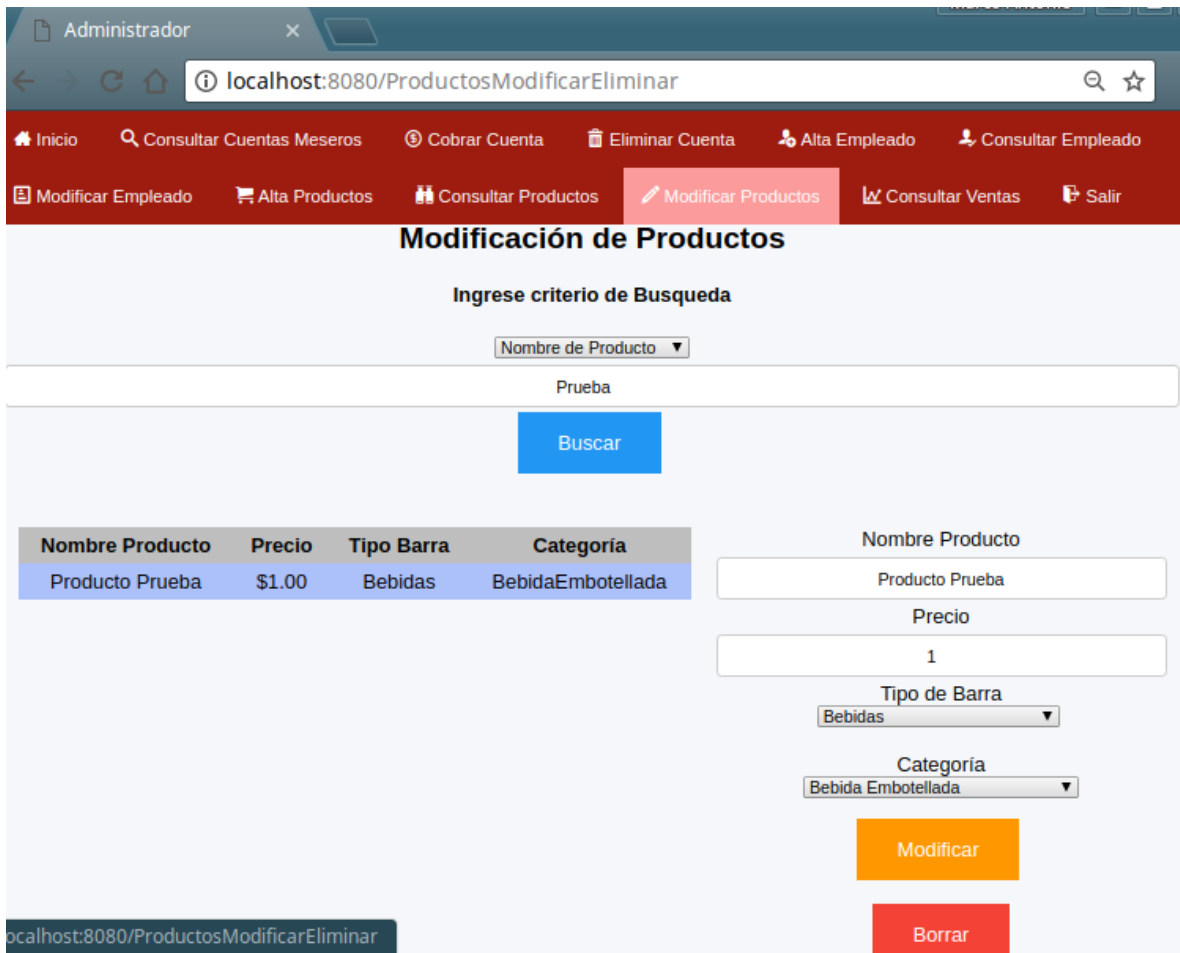 Administrador
localhost:8080/ProductosModificarEliminar
Inicio Consultar Cuentas Meseros Cobrar Cuenta Eliminar Cuenta Alta Empleado Consultar Empleado
Modificar Empleado Alta Productos Consultar Productos Modificar Productos Consultar Ventas Salir
Modificación de Productos
Ingrese criterio de Busqueda
Nombre de Producto
Prueba
Buscar
Nombre Producto Precio Tipo Barra Categoría
Producto Prueba $1.00 Bebidas BebidaEmbotellada
Nombre Producto
Producto Prueba
Precio
1
Tipo de Barra
Bebidas
Categoría
Bebida Embotellada
Modificar
Borrar
ocalhost:8080/ProductosModificarEliminar